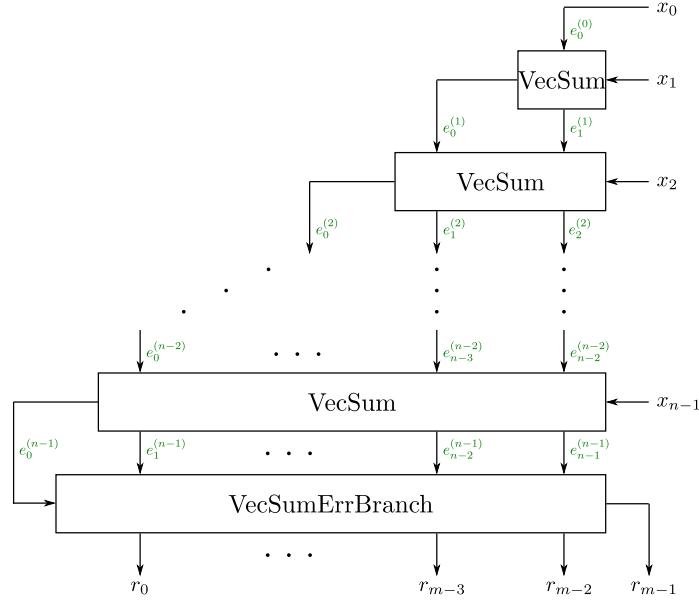 x_0
e_0^{(0)}
VecSum x_1
e_0^{(1)} e_1^{(1)}
VecSum x_2
e_0^{(2)} e_1^{(2)} e_2^{(2)}
e_0^{(n-2)} . . . e_{n-3}^{(n-2)} e_{n-2}^{(n-2)}
VecSum x_{n-1}
e_0^{(n-1)} e_1^{(n-1)} . . . e_{n-2}^{(n-1)} e_{n-1}^{(n-1)}
VecSumErrBranch
. . .
r_0 r_{m-3} r_{m-2} r_{m-1}